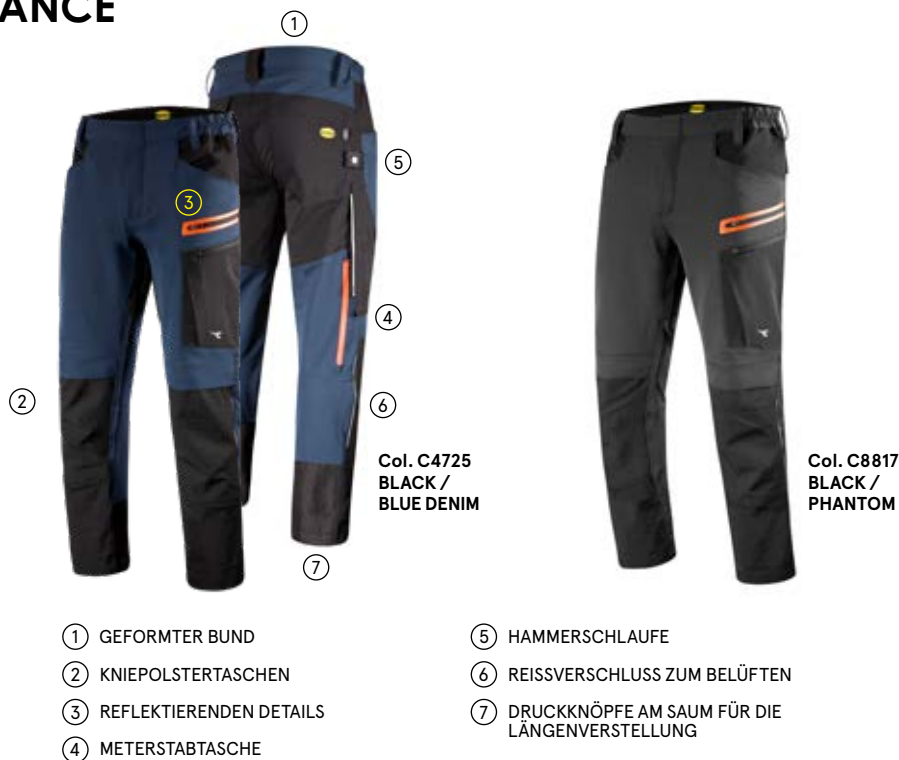 ANCE
1
3
5
4
2
6
Col. C4725
BLACK /
BLUE DENIM
Col. C8817
BLACK /
PHANTOM
7
1 GEFORMTER BUND
2 KNIEPOLSTERTASCHEN
3 REFLEKTIERENDEN DETAILS
4 METERSTABTASCHE
5 HAMMERSCHLAUFE
6 REISSVERSCHLUSS ZUM BELÜFTEN
7 DRUCKKNÖPFE AM SAUM FÜR DIE
LÄNGENVERSTELLUNG